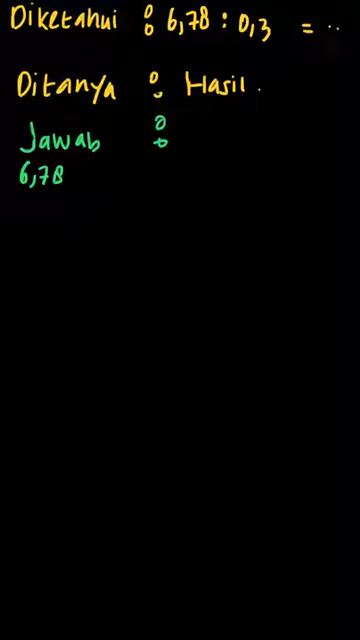 Diketahui : 6,78 : 0,3 = ..
Ditanya : Hasil.
Jawab :
6,78